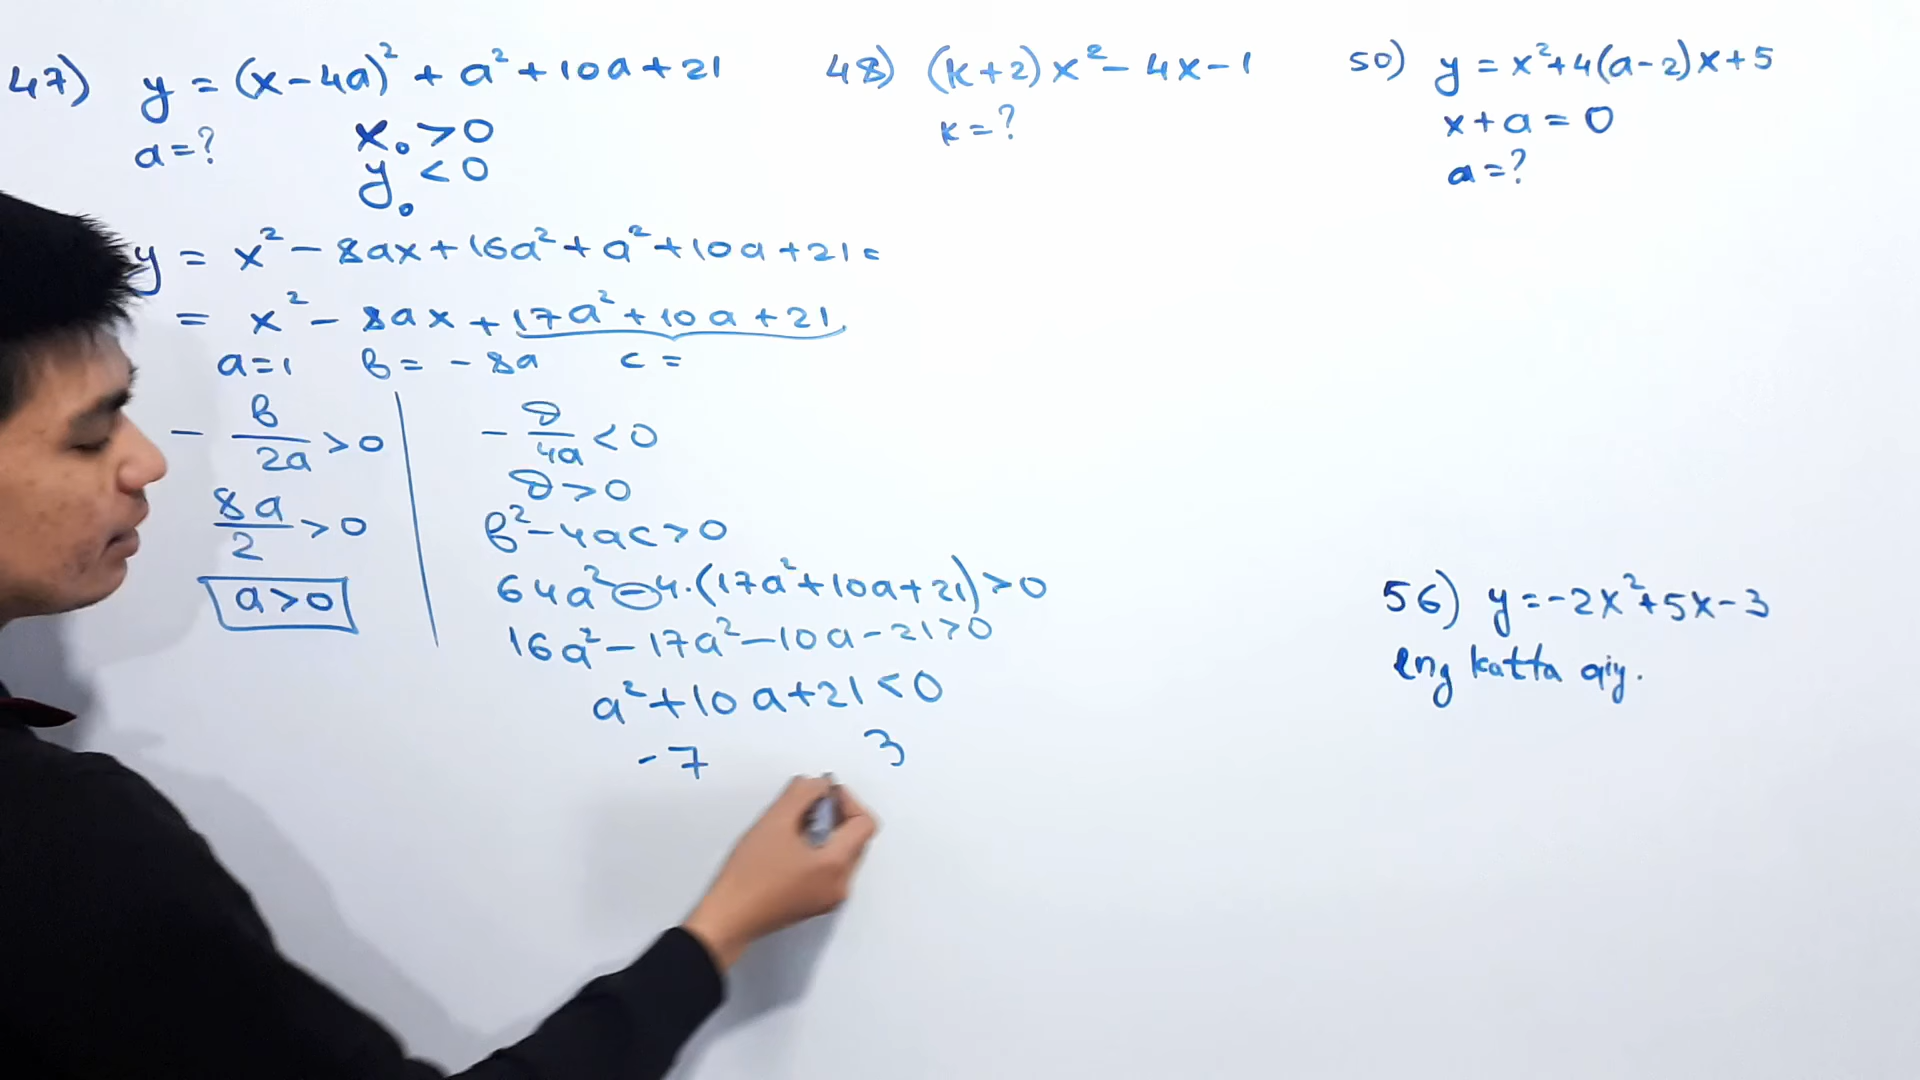 47) y = (x-4a)² + a² + 10a + 21
a = ?
x₀ > 0
y₀ < 0
y = x² - 8ax + 16a² + a² + 10a + 21 =
= x² - 8ax + 17a² + 10a + 21
a = 1 b = -8a c =
- b/2a > 0
8a/2 > 0
a > 0
- D/4a < 0
D > 0
b² - 4ac > 0
64a² - 4·(17a² + 10a + 21) > 0
16a² - 17a² - 10a - 21 > 0
a² + 10a + 21 < 0
-7 3
48) (k+2)x² - 4x - 1
k = ?
50) y = x² + 4(a-2)x + 5
x + a = 0
a = ?
56) y = -2x² + 5x - 3
eng katta qiy.